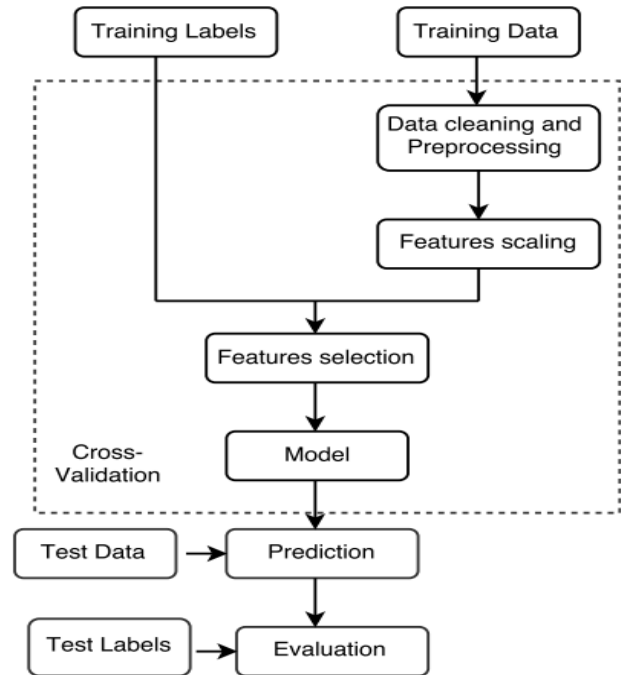 Training Labels
Training Data
Data cleaning and
Preprocessing
Features scaling
Features selection
Cross-
Validation
Model
Test Data
Prediction
Test Labels
Evaluation